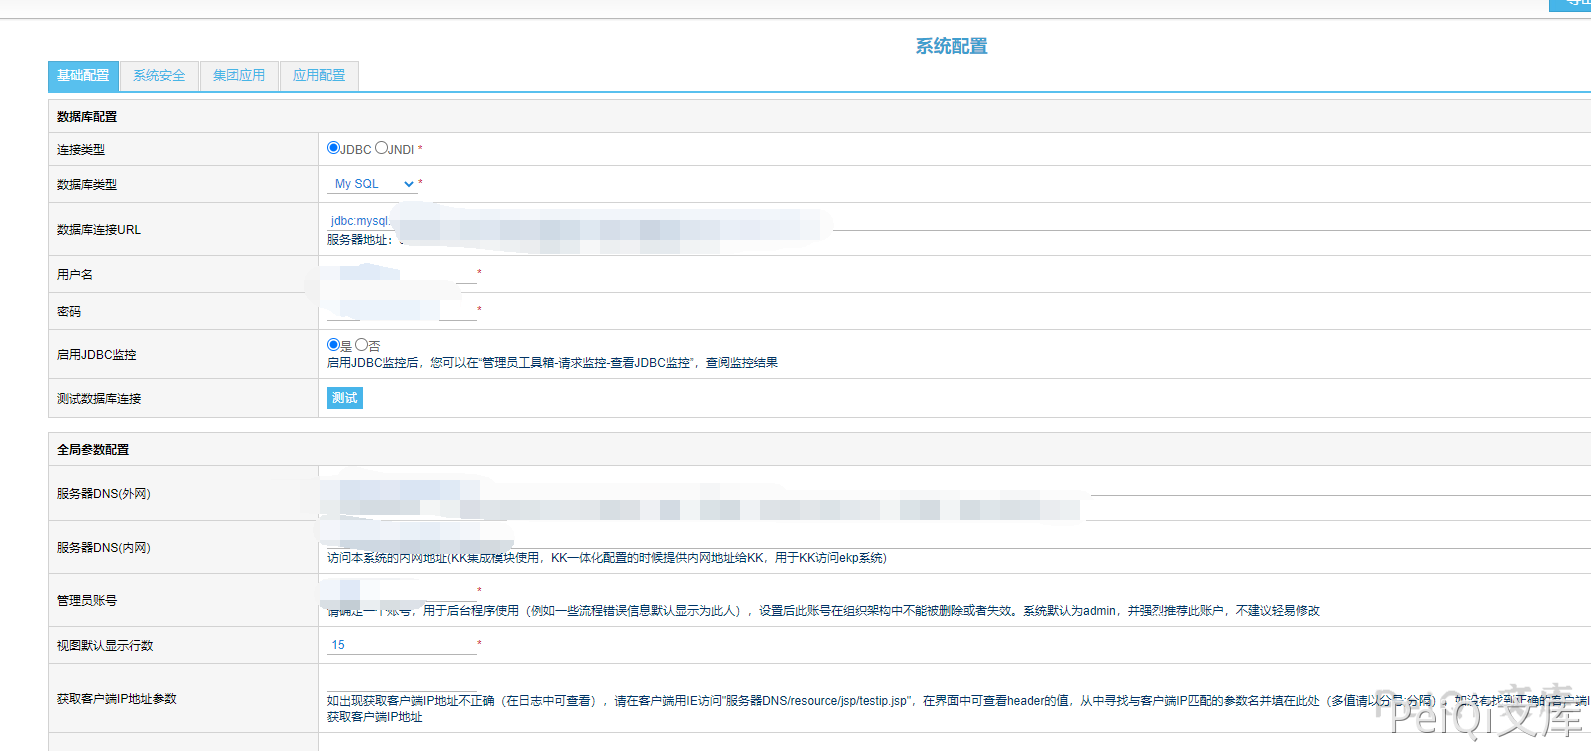 系统配置
基础配置 系统安全 集团应用 应用配置
数据库配置
连接类型 JDBC JNDI *
数据库类型 My SQL *
数据库连接URL jdbc:mysql
服务器地址：
用户名 *
密码 *
启用JDBC监控 是 否
启用JDBC监控后，您可以在“管理员工具箱-请求监控-查看JDBC监控”，查阅监控结果
测试数据库连接 测试
全局参数配置
服务器DNS(外网)
服务器DNS(内网)
访问本系统的内网地址(KK集成模块使用，KK一体化配置的时候提供内网地址给KK，用于KK访问ekp系统)
管理员账号 *
请确定一个账号，用于后台程序使用（例如一些流程错误信息默认显示为此人），设置后此账号在组织架构中不能被删除或者失效。系统默认为admin，并强烈推荐此账户，不建议轻易修改
视图默认显示行数 15 *
获取客户端IP地址参数
如出现获取客户端IP地址不正确（在日志中可查看），请在客户端用IE访问"服务器DNS/resource/jsp/testip.jsp"，在界面中可查看header的值，从中寻找与客户端IP匹配的参数名并填在此处（多值请以分号;分隔），如没有找到正确的客户端I
获取客户端IP地址
PeiQi文库